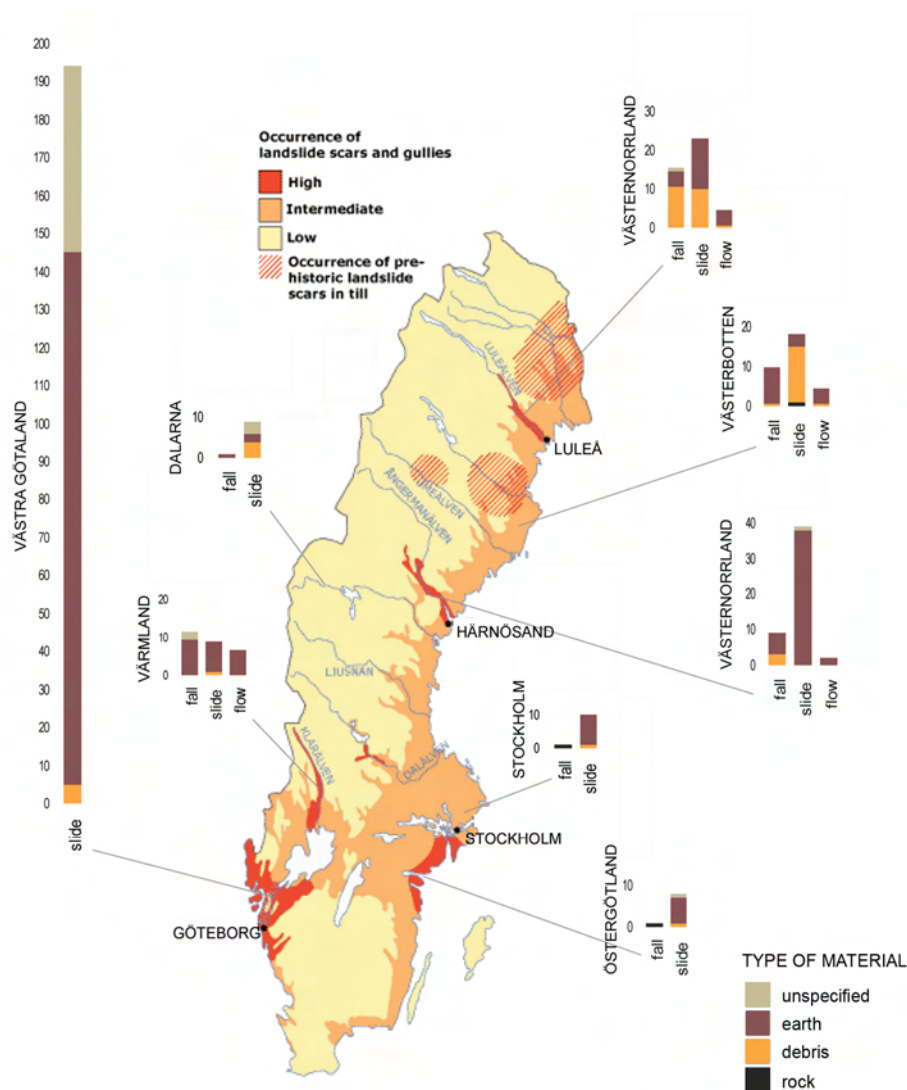 VÄSTRA GÖTALAND
200
190
180
170
160
150
140
130
120
110
100
90
80
70
60
50
40
30
20
10
0
slide
Occurrence of
landslide scars and gullies
High
Intermediate
Low
Occurrence of pre-
historic landslide
scars in till
VÄSTERNORRLAND
30
20
10
0
fall
slide
flow
VÄSTERBOTTEN
20
10
0
fall
slide
flow
VÄSTERNORRLAND
40
30
20
10
0
fall
slide
flow
DALARNA
10
0
fall
slide
VÄRMLAND
20
10
0
fall
slide
flow
STOCKHOLM
10
0
fall
slide
ÖSTERGÖTLAND
10
0
fall
slide
LULEÄLVEN
LULEÅ
UMEÄLVEN
ÅNGERMANÄLVEN
HÄRNÖSAND
LJUSNAN
KLARÄLVEN
DALÄLVEN
STOCKHOLM
GÖTEBORG
TYPE OF MATERIAL
unspecified
earth
debris
rock